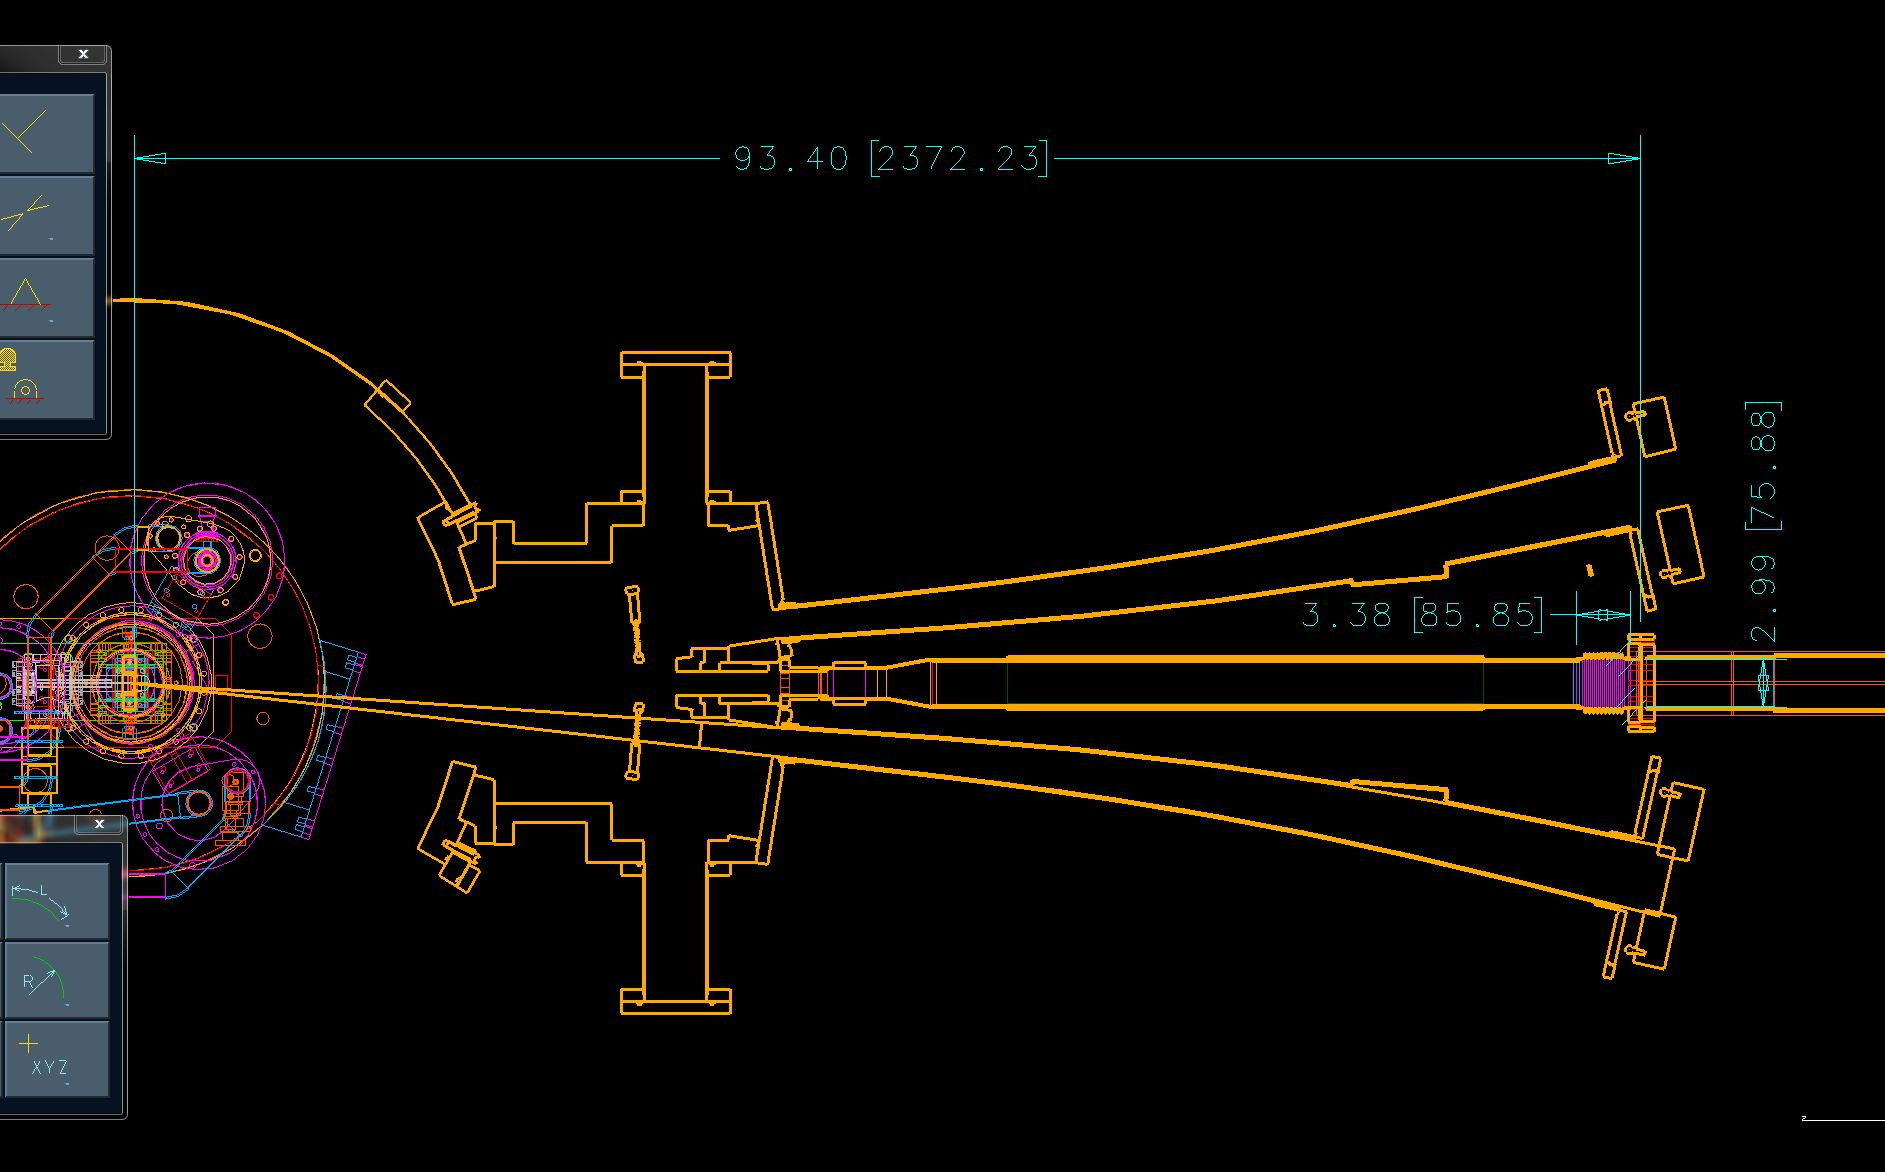 X
93.40 [2372.23]
3.38 [85.85]
2.99 [75.88]
X
L
R
XYZ